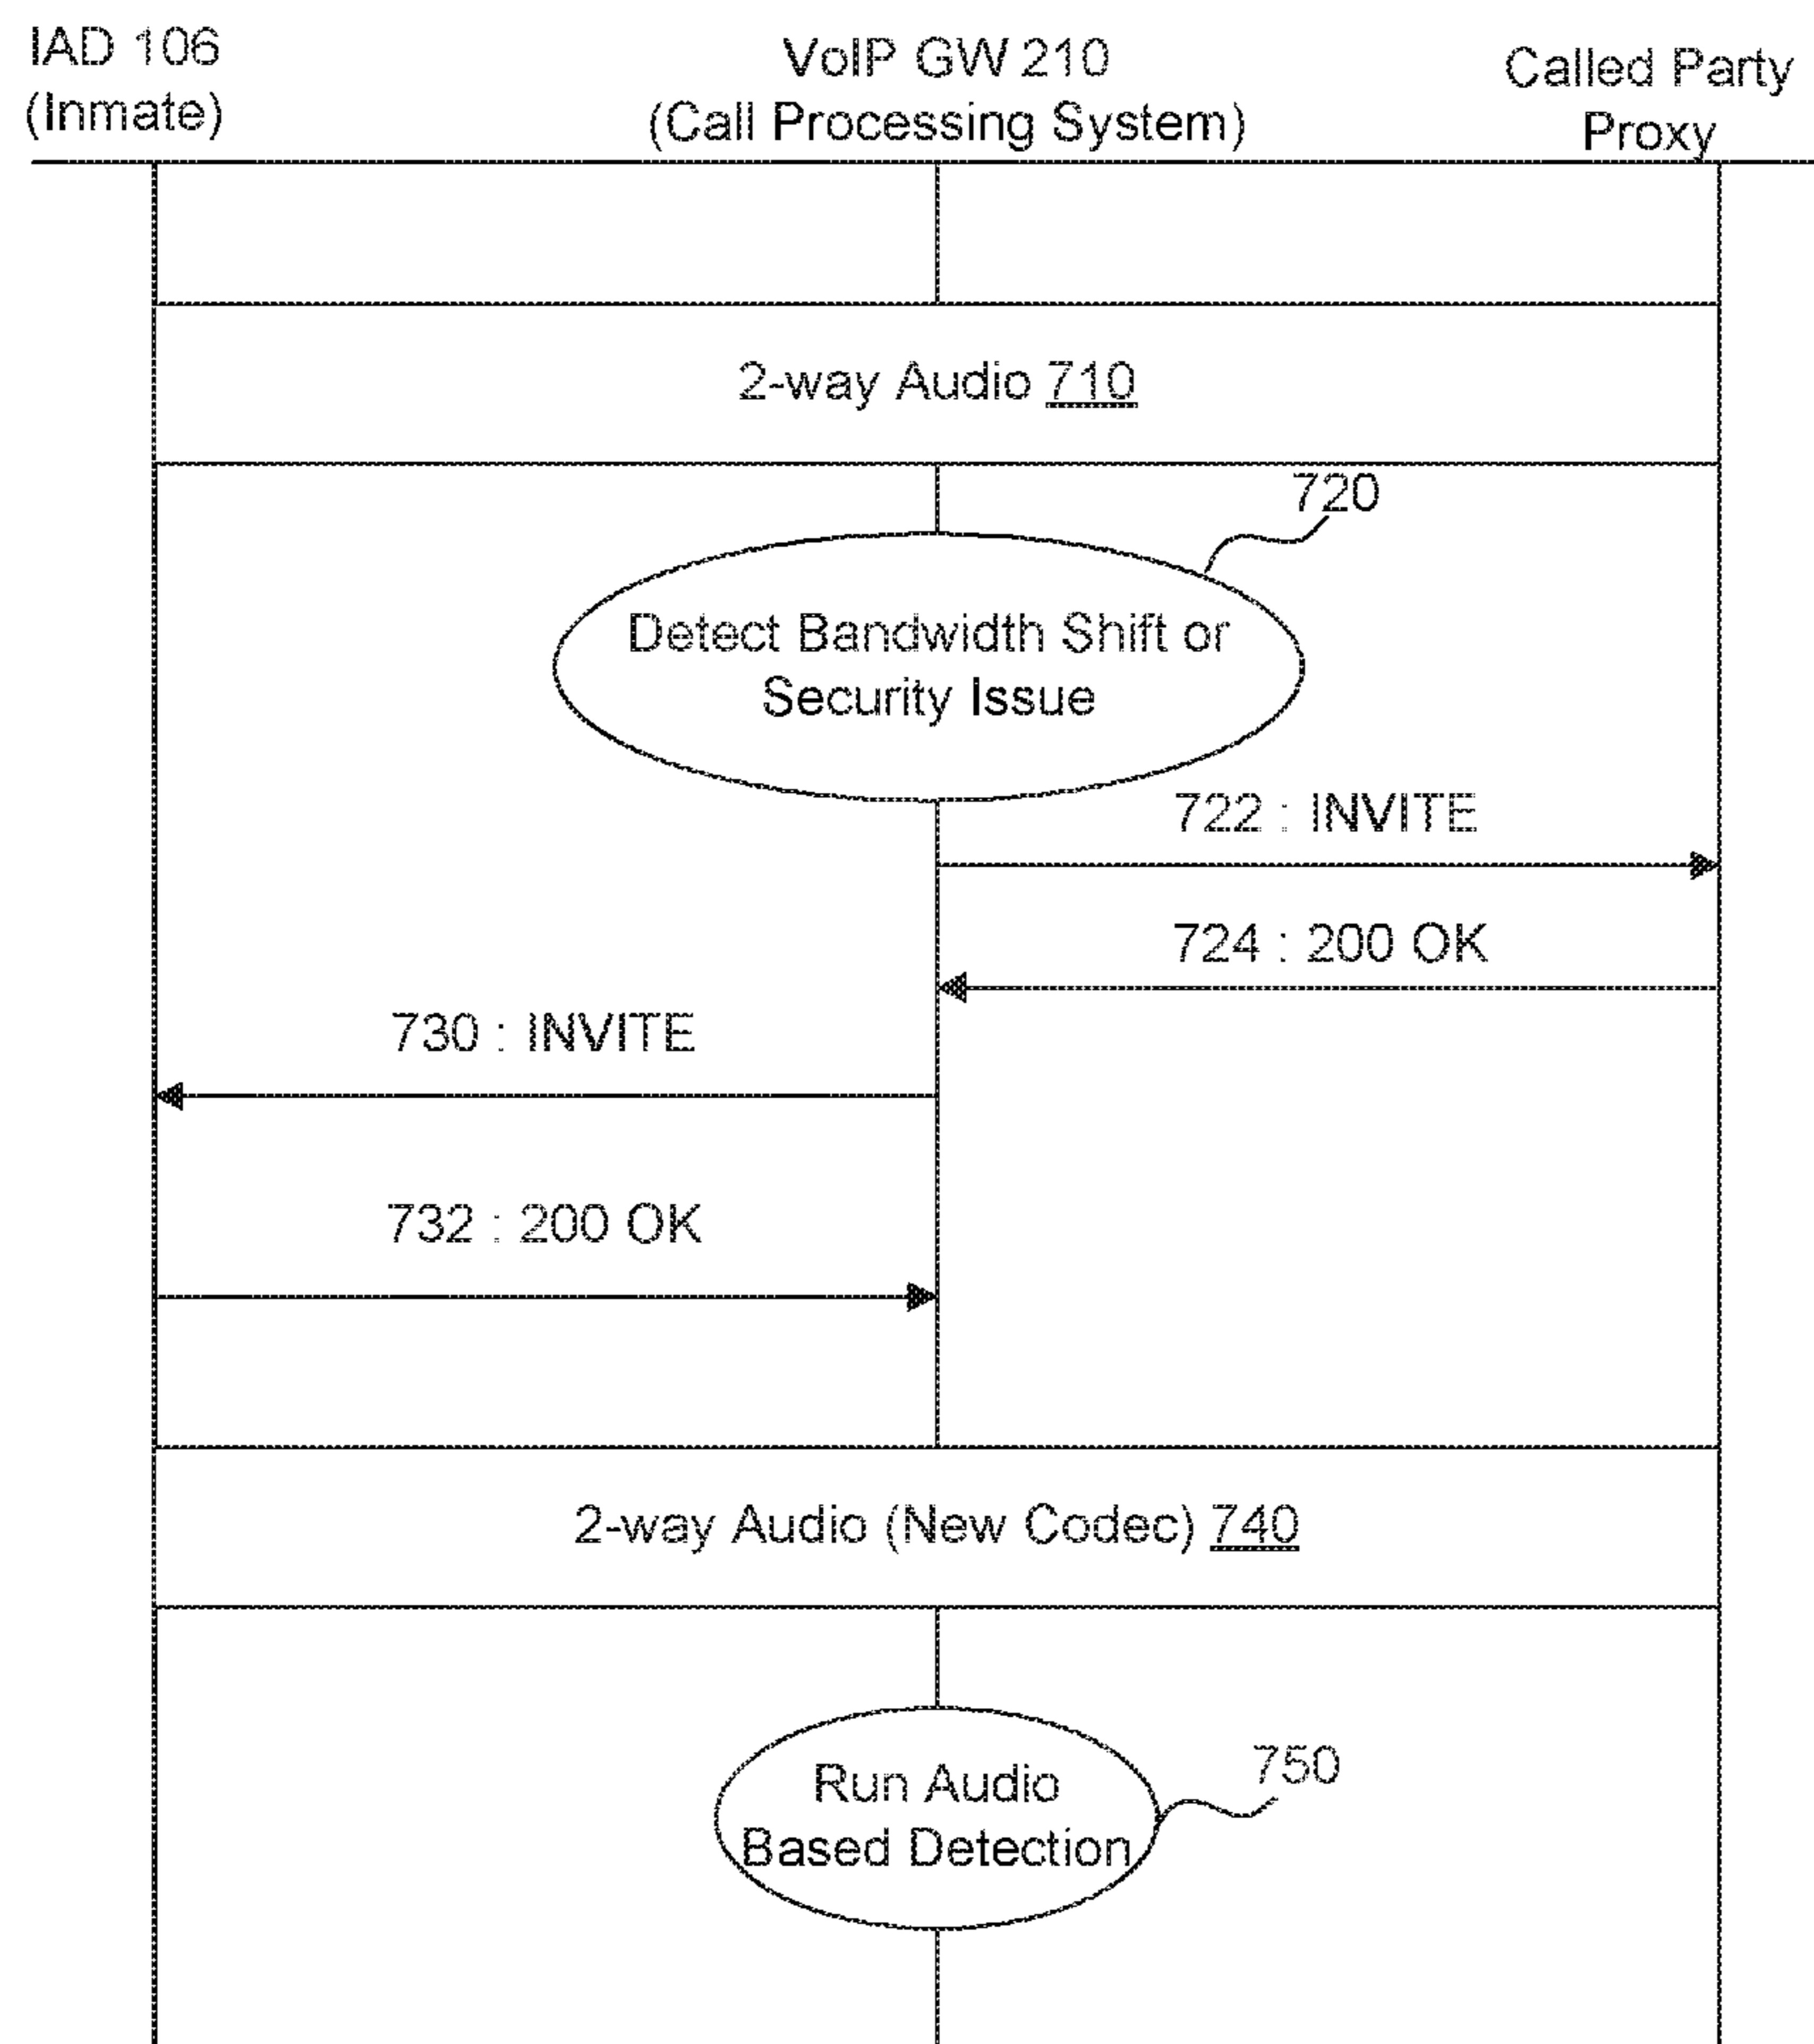 IAD 106
(Inmate)
VoIP GW 210
(Call Processing System)
Called Party
Proxy
2-way Audio 710
720
Detect Bandwidth Shift or
Security Issue
722 : INVITE
724 : 200 OK
730 : INVITE
732 : 200 OK
2-way Audio (New Codec) 740
750
Run Audio
Based Detection